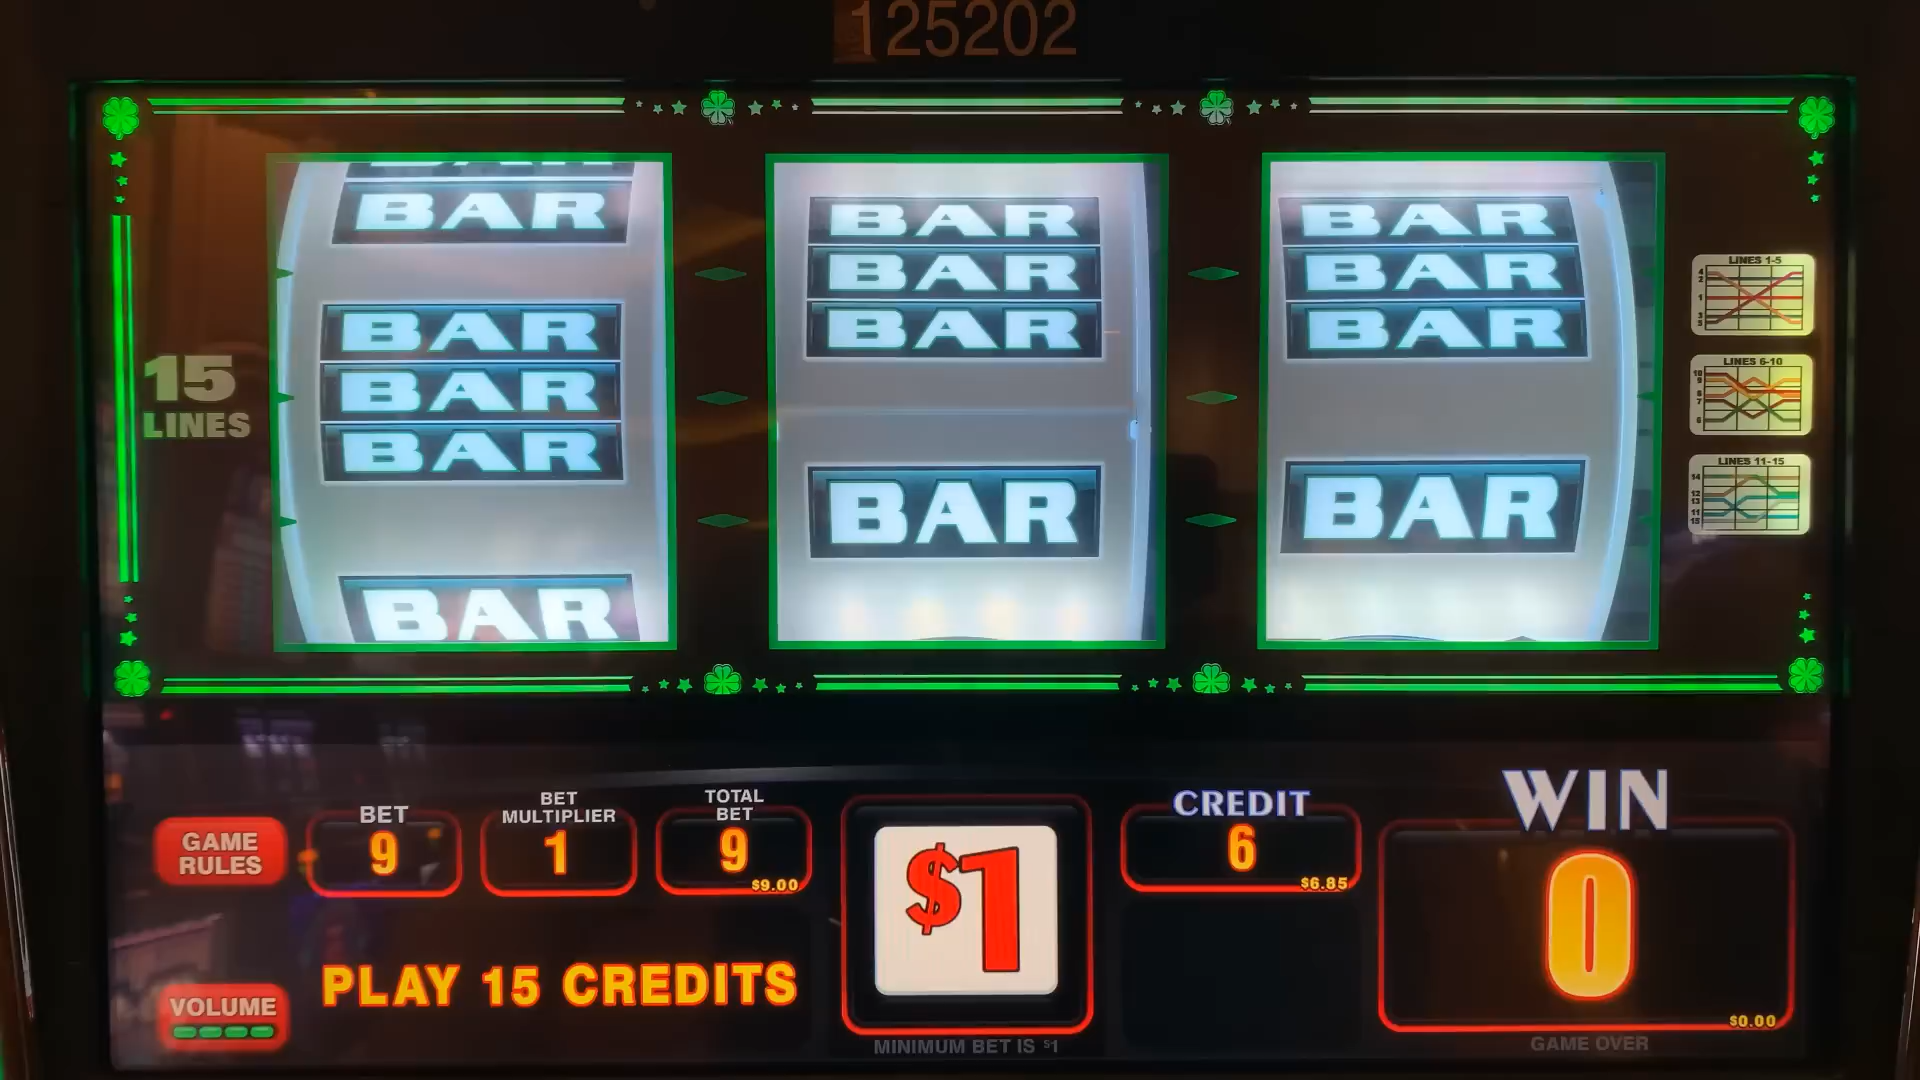 125202
BAR
BAR
BAR
BAR
BAR
BAR
BAR
BAR
BAR
BAR
BAR
BAR
BAR
15
LINES
LINES 1-5
LINES 6-10
LINES 11-15
GAME
RULES
BET
9
BET
MULTIPLIER
1
TOTAL
BET
9
$9.00
$1
MINIMUM BET IS $1
CREDIT
6
$6.85
WIN
0
$0.00
GAME OVER
VOLUME
PLAY 15 CREDITS